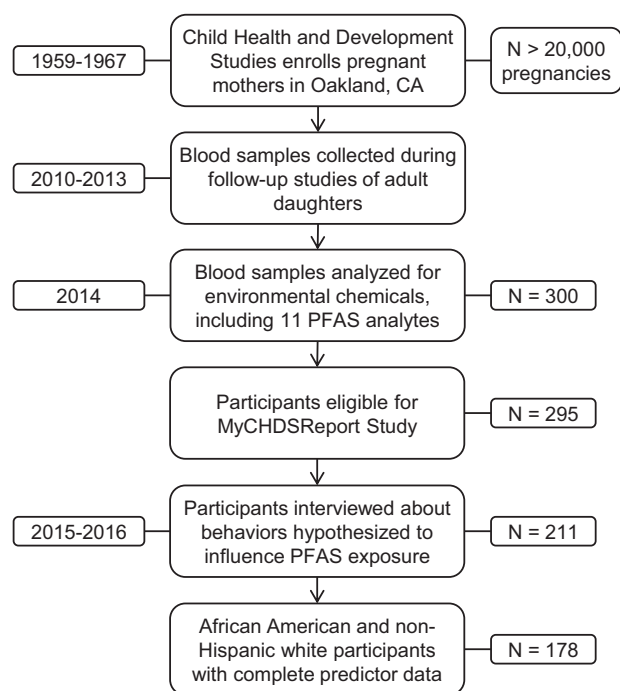 1959-1967
Child Health and Development
Studies enrolls pregnant
mothers in Oakland, CA
N > 20,000
pregnancies
2010-2013
Blood samples collected during
follow-up studies of adult
daughters
2014
Blood samples analyzed for
environmental chemicals,
including 11 PFAS analytes
N = 300
Participants eligible for
MyCHDSReport Study
N = 295
2015-2016
Participants interviewed about
behaviors hypothesized to
influence PFAS exposure
N = 211
African American and non-
Hispanic white participants
with complete predictor data
N = 178